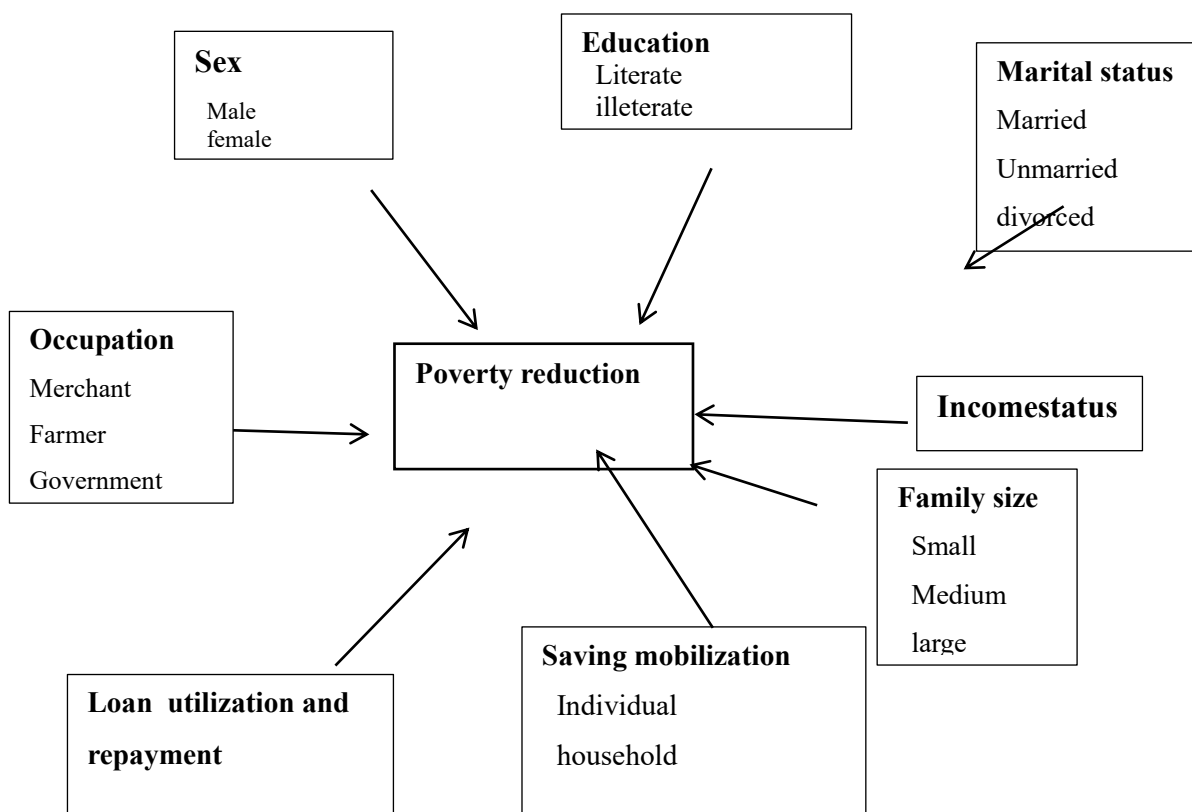 Sex
Male
female
Education
Literate
illeterate
Marital status
Married
Unmarried
divorced
Occupation
Merchant
Farmer
Government
Poverty reduction
Incomestatus
Family size
Small
Medium
large
Saving mobilization
Individual
household
Loan utilization and
repayment